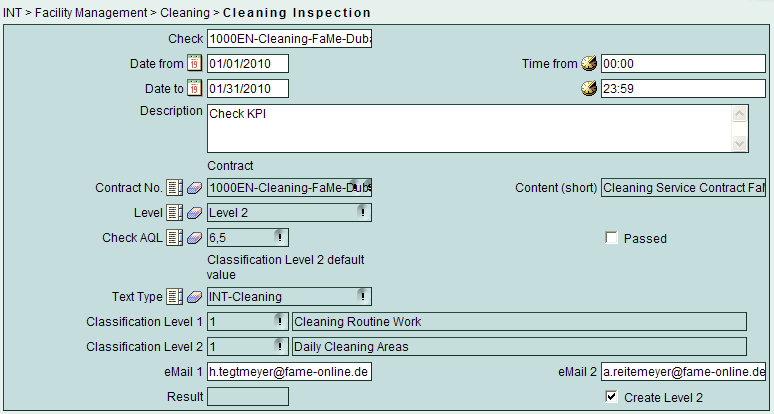 INT > Facility Management > Cleaning > Cleaning Inspection
Check 1000EN-Cleaning-FaMe-Duba
Date from 19 01/01/2010 Time from 00:00
Date to 19 01/31/2010 23:59
Description Check KPI
Contract
Contract No. 1000EN-Cleaning-FaMe-Dub Content (short) Cleaning Service Contract FaM
Level Level 2 !
Check AQL 6,5 ! Passed
Classification Level 2 default
value
Text Type INT-Cleaning !
Classification Level 1 1 ! Cleaning Routine Work
Classification Level 2 1 ! Daily Cleaning Areas
eMail 1 h.tegtmeyer@fame-online.de eMail 2 a.reitemeyer@fame-online.de
Result Create Level 2